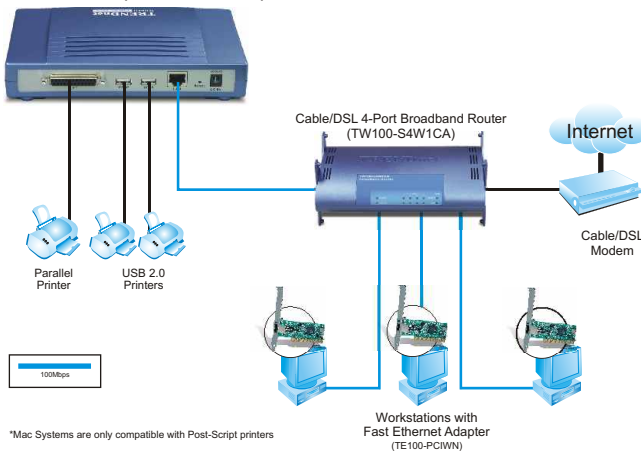 TRENDnet
Cable/DSL 4-Port Broadband Router
(TW100-S4W1CA)
Internet
Cable/DSL
Modem
Parallel
Printer
USB 2.0
Printers
100Mbps
Workstations with
Fast Ethernet Adapter
(TE100-PCIWN)
*Mac Systems are only compatible with Post-Script printers